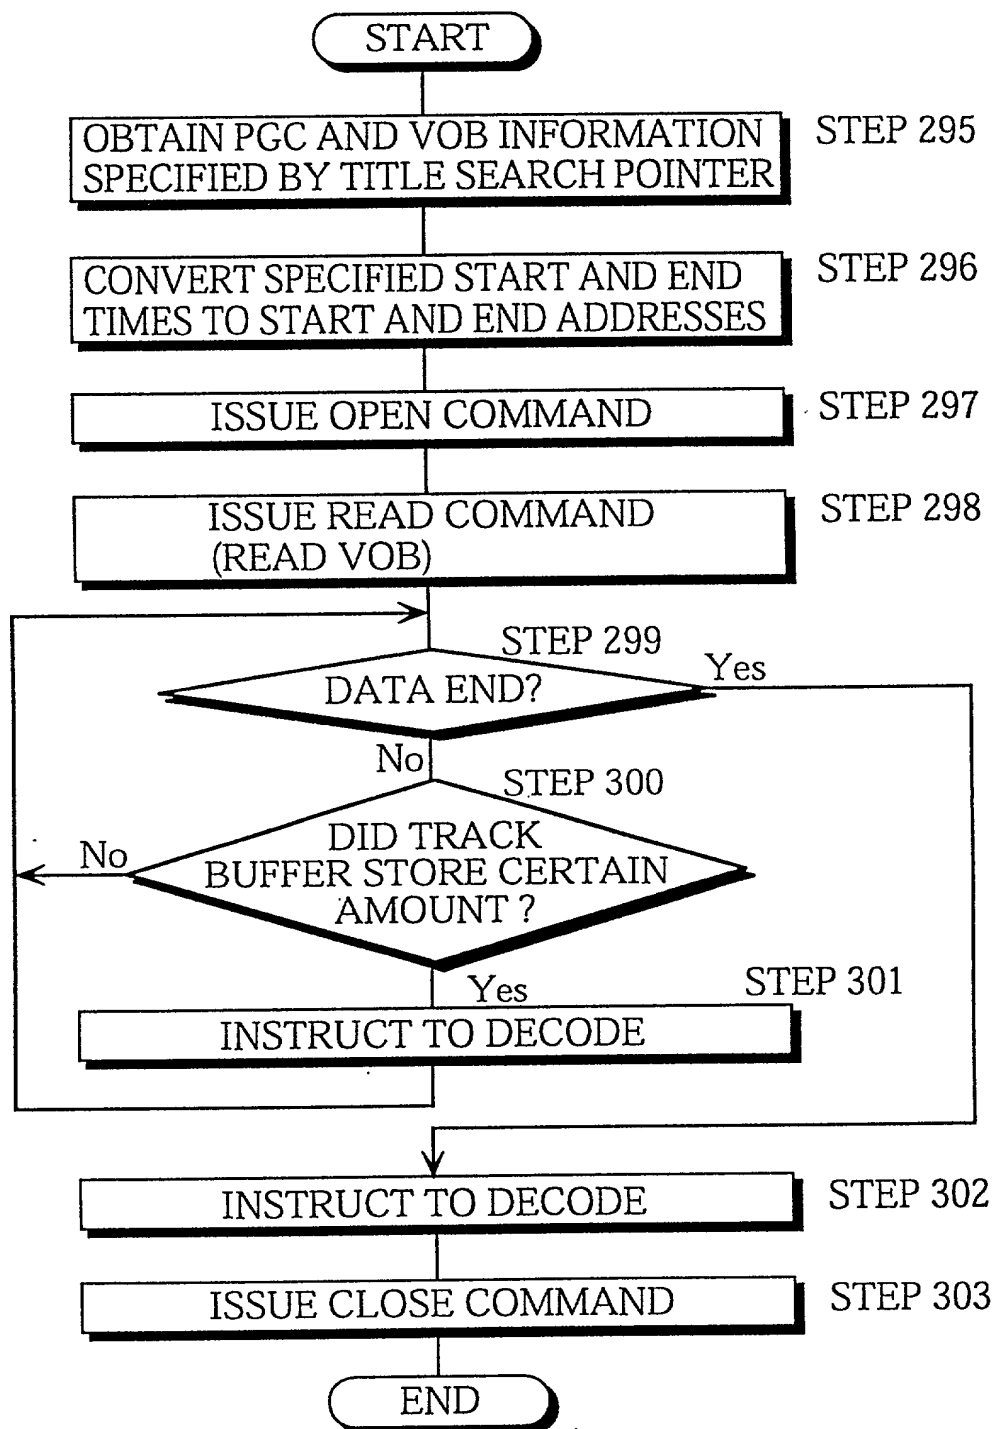 START
OBTAIN PGC AND VOB INFORMATION
SPECIFIED BY TITLE SEARCH POINTER
STEP 295
CONVERT SPECIFIED START AND END
TIMES TO START AND END ADDRESSES
STEP 296
ISSUE OPEN COMMAND
STEP 297
ISSUE READ COMMAND
(READ VOB)
STEP 298
STEP 299
DATA END?
Yes
No
STEP 300
DID TRACK
BUFFER STORE CERTAIN
AMOUNT ?
No
Yes
STEP 301
INSTRUCT TO DECODE
INSTRUCT TO DECODE
STEP 302
ISSUE CLOSE COMMAND
STEP 303
END